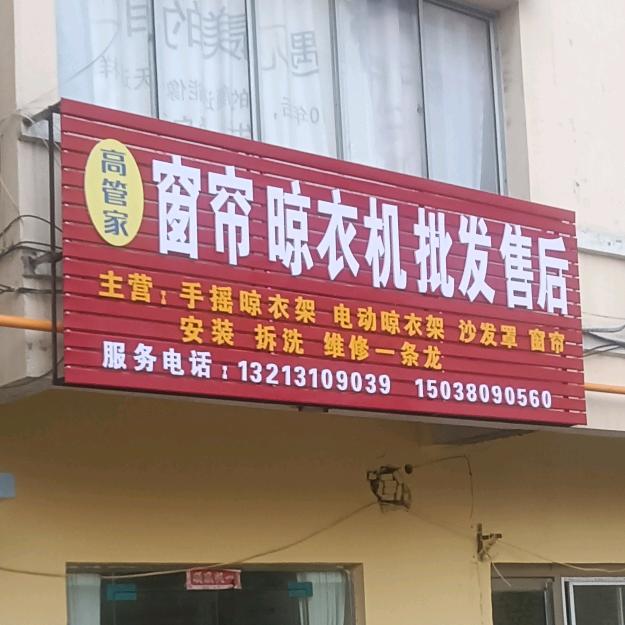 高管家
窗帘 晾衣机 批发售后
主营：手摇晾衣架 电动晾衣架 沙发罩 窗帘
安装 拆洗 维修一条龙
服务电话：13213109039 15038090560